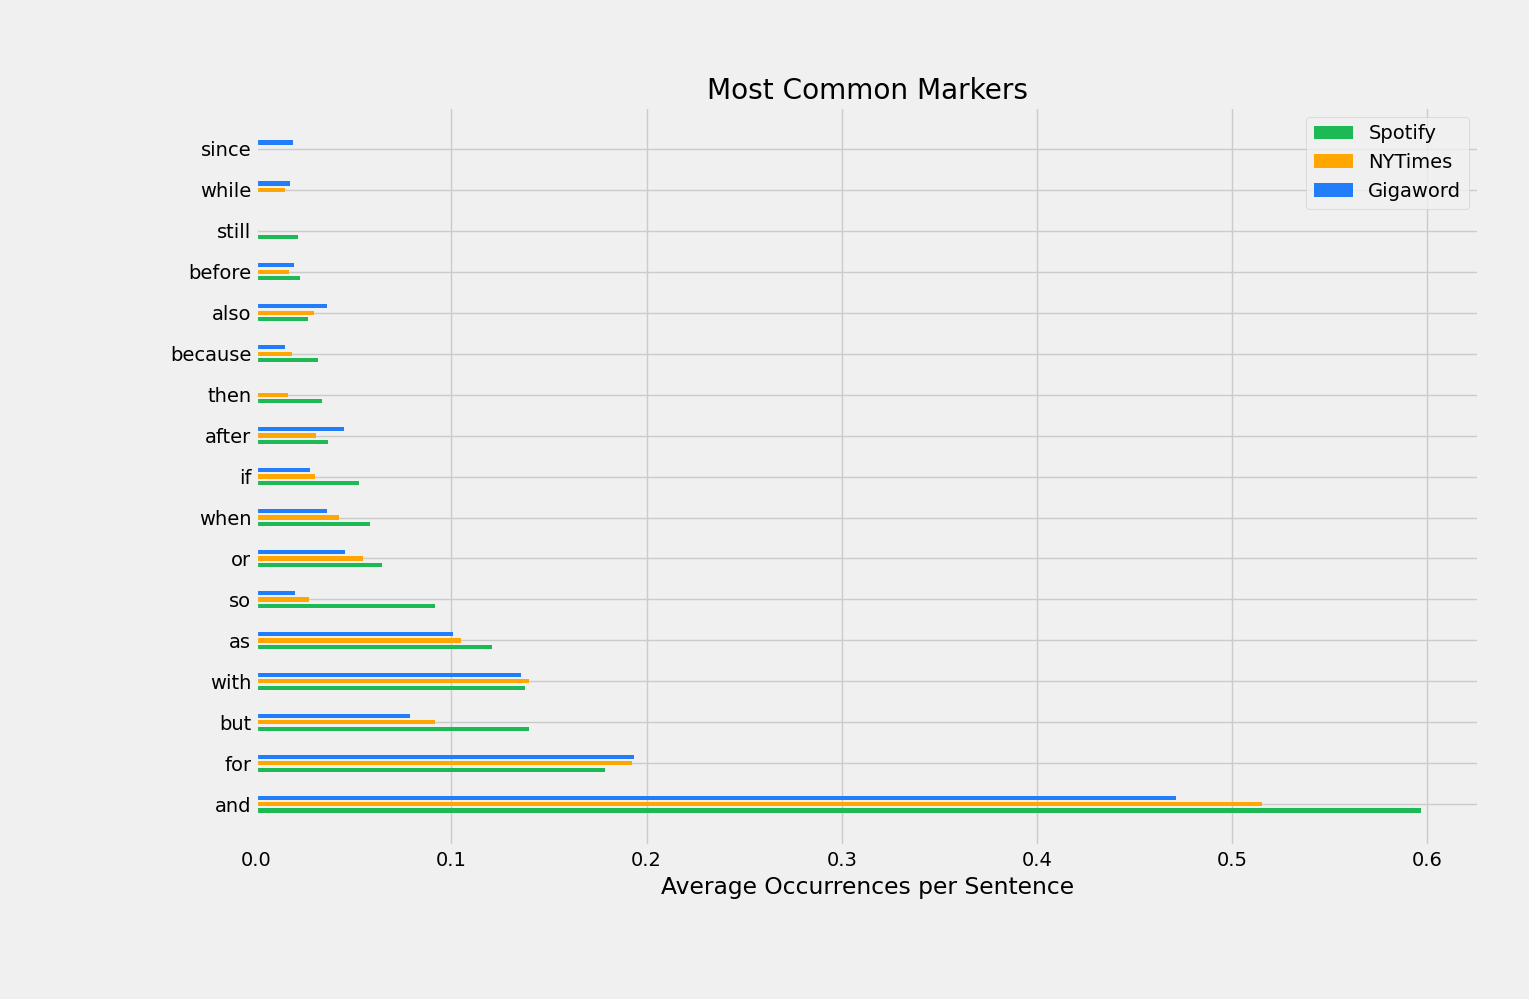 Most Common Markers
Spotify
NYTimes
Gigaword
since
while
still
before
also
because
then
after
if
when
or
so
as
with
but
for
and
0.0 0.1 0.2 0.3 0.4 0.5 0.6
Average Occurrences per Sentence